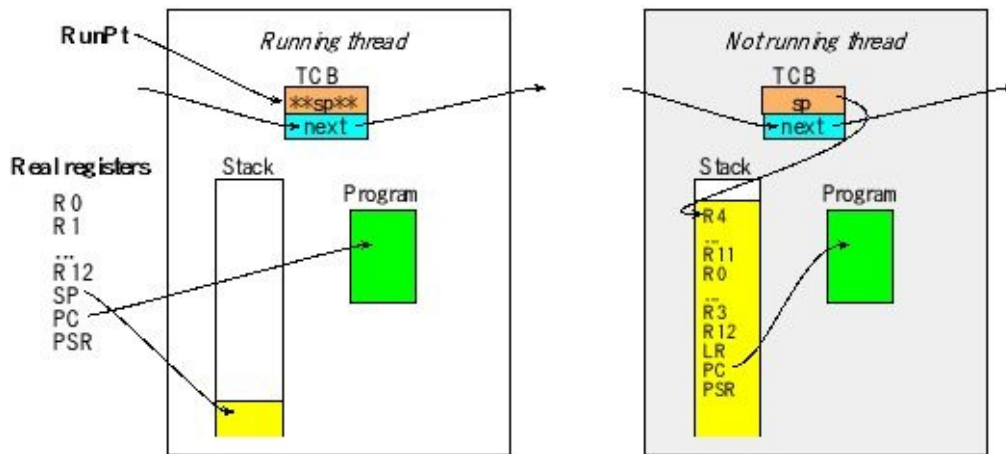 RunPt
Running thread
TCB
**sp**
next
Real registers
R0
R1
...
R12
SP
PC
PSR
Stack
Program
Not running thread
TCB
sp
next
Stack
R4
...
R11
R0
...
R3
R12
LR
PC
PSR
Program